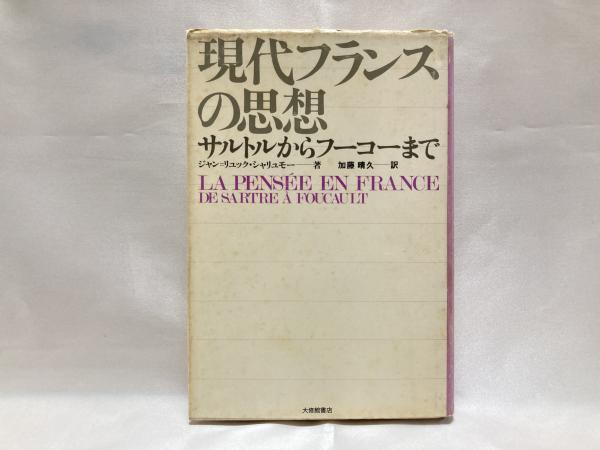 現代フランス
の思想
サルトルからフーコーまで
ジャン=リュック・シャリュモー──著 加藤晴久──訳
LA PENSÉE EN FRANCE
DE SARTRE À FOUCAULT
大修館書店